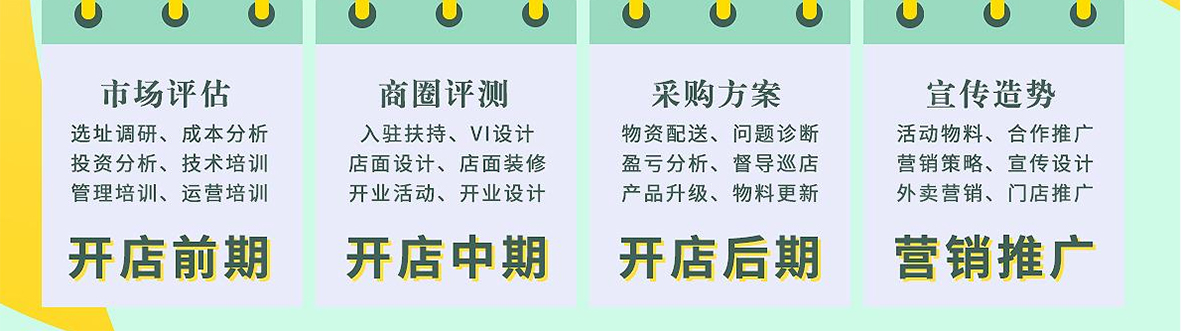 市场评估
选址调研、成本分析
投资分析、技术培训
管理培训、运营培训
开店前期
商圈评测
入驻扶持、VI设计
店面设计、店面装修
开业活动、开业设计
开店中期
采购方案
物资配送、问题诊断
盈亏分析、督导巡店
产品升级、物料更新
开店后期
宣传造势
活动物料、合作推广
营销策略、宣传设计
外卖营销、门店推广
营销推广